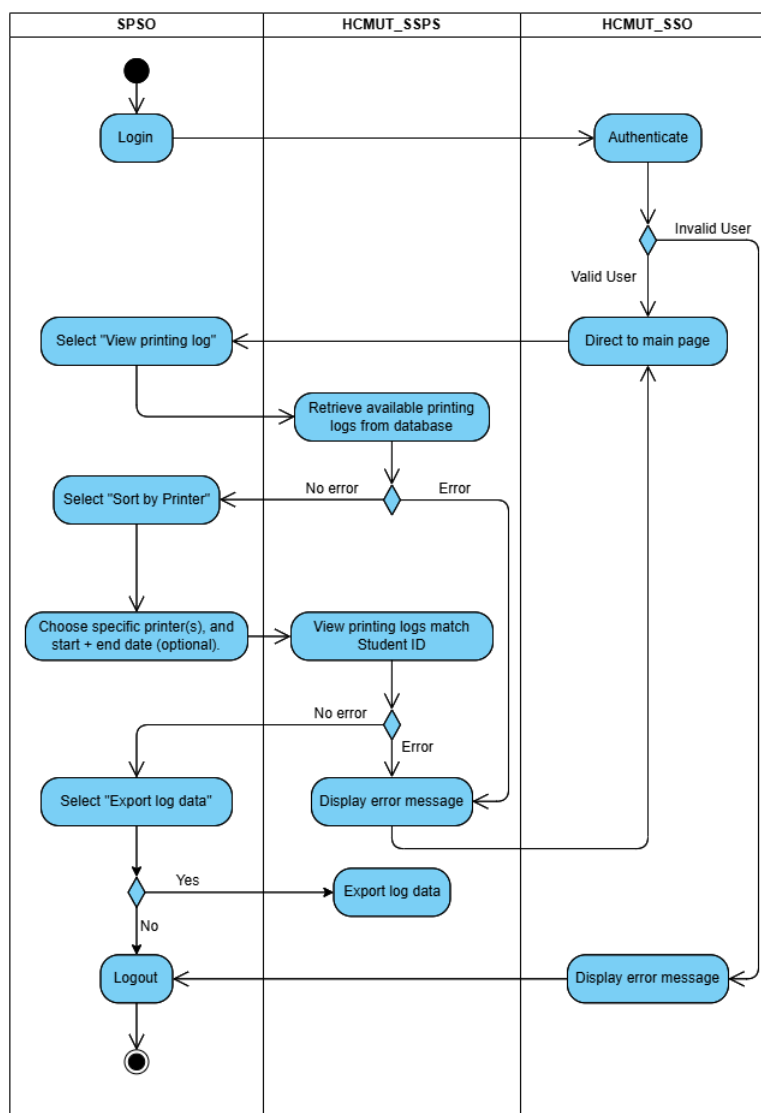 SPSO
HCMUT_SSPS
HCMUT_SSO
Login
Authenticate
Invalid User
Valid User
Select "View printing log"
Direct to main page
Retrieve available printing
logs from database
Select "Sort by Printer"
No error
Error
Choose specific printer(s), and
start + end date (optional).
View printing logs match
Student ID
No error
Error
Select "Export log data"
Display error message
Yes
Export log data
No
Logout
Display error message